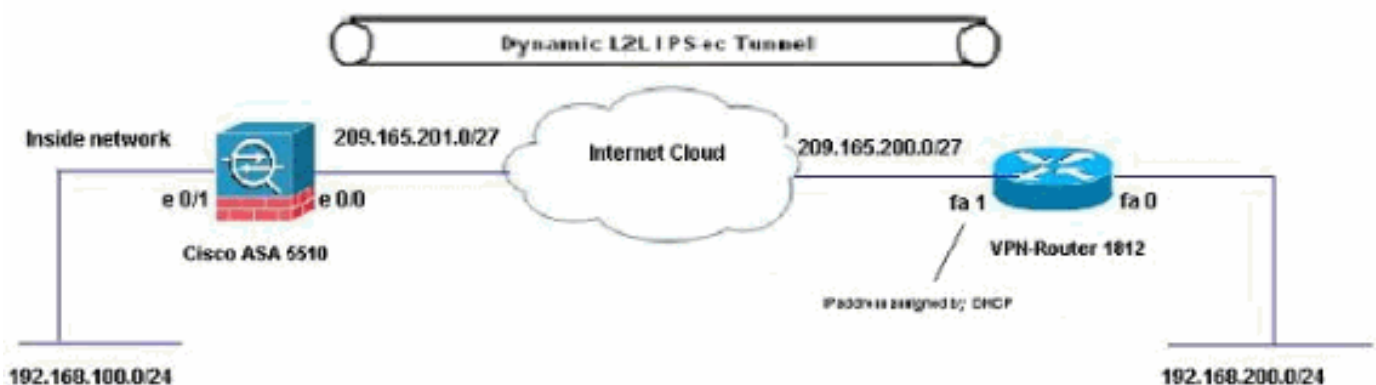 Dynamic L2L IPSec Tunnel
Inside network
209.165.201.0/27
Internet Cloud
209.165.200.0/27
e 0/1
e 0/0
fa 1
fa 0
Cisco ASA 5510
VPN-Router 1812
IP address assigned by DHCP
192.168.100.0/24
192.168.200.0/24